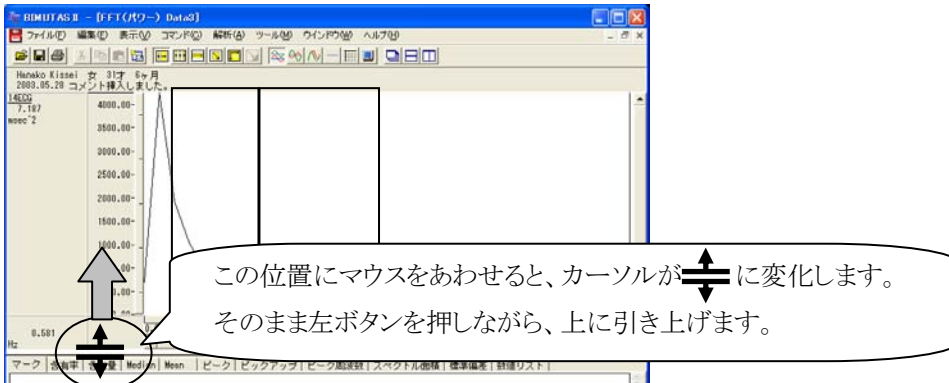 BIMUTAS II - [FFT(パワー) Data3]
ファイル(F) 編集(E) 表示(V) コマンド(C) 解析(A) ツール(M) ウインドウ(W) ヘルプ(H)
Hanako Kissei 女 31才 6ヶ月
2003.05.28 コメント挿入しました。
14ECG
7.187
msec^2
4000.00-
3500.00-
3000.00-
2500.00-
2000.00-
1500.00-
1000.00-
この位置にマウスをあわせると、カーソルが に変化します。
そのまま左ボタンを押しながら、上に引き上げます。
0.581
Hz
マーク 含有率 Median Mean ピーク ピックアップ ピーク周波数 スペクトル面積 標準偏差 数値リスト